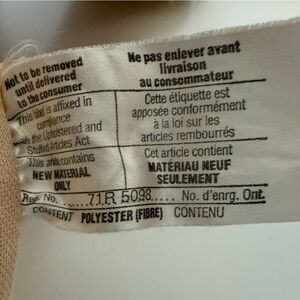 Not to be removed
until delivered
to the consumer
This label is affixed in
compliance
with the Upholstered and
Stuffed Articles Act
This article contains
NEW MATERIAL
ONLY
Ne pas enlever avant
livraison
au consommateur
Cette étiquette est
apposée conformément
à la loi sur les
articles rembourrés
Cet article contient
MATÉRIAU NEUF
SEULEMENT
Reg. No. .....71.R. 5098..... No. d'enrg. Ont.
CONTENT POLYESTER (FIBRE) CONTENU